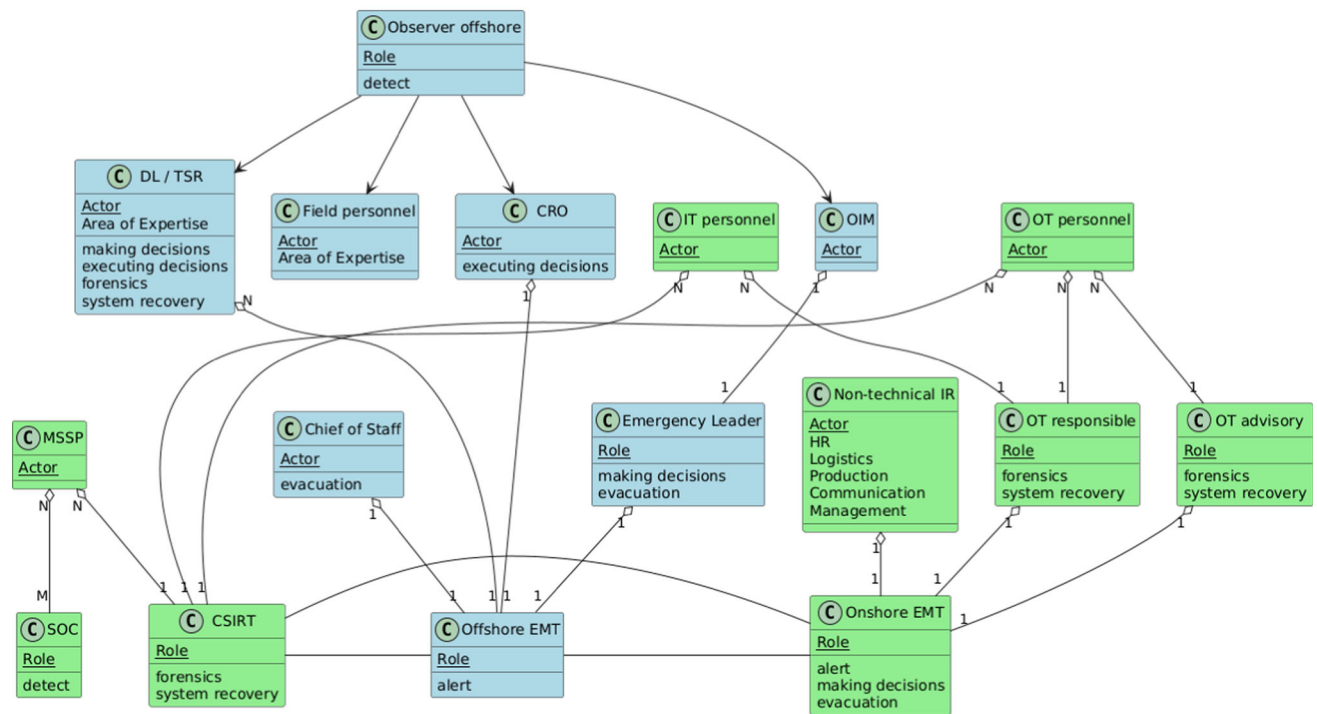 C Observer offshore
Role
detect
C DL / TSR
Actor
Area of Expertise
making decisions
executing decisions
forensics
system recovery
C Field personnel
Actor
Area of Expertise
C CRO
Actor
executing decisions
C IT personnel
Actor
C OIM
Actor
C OT personnel
Actor
N
1
N
N
1
N
N
N
1
1
1
1
C MSSP
Actor
C Chief of Staff
Actor
evacuation
C Emergency Leader
Role
making decisions
evacuation
C Non-technical IR
Actor
HR
Logistics
Production
Communication
Management
C OT responsible
Role
forensics
system recovery
C OT advisory
Role
forensics
system recovery
N
N
1
1
1
1
1
M
1
1
1
1
1
1
1
1
1
1
C SOC
Role
detect
C CSIRT
Role
forensics
system recovery
C Offshore EMT
Role
alert
C Onshore EMT
Role
alert
making decisions
evacuation